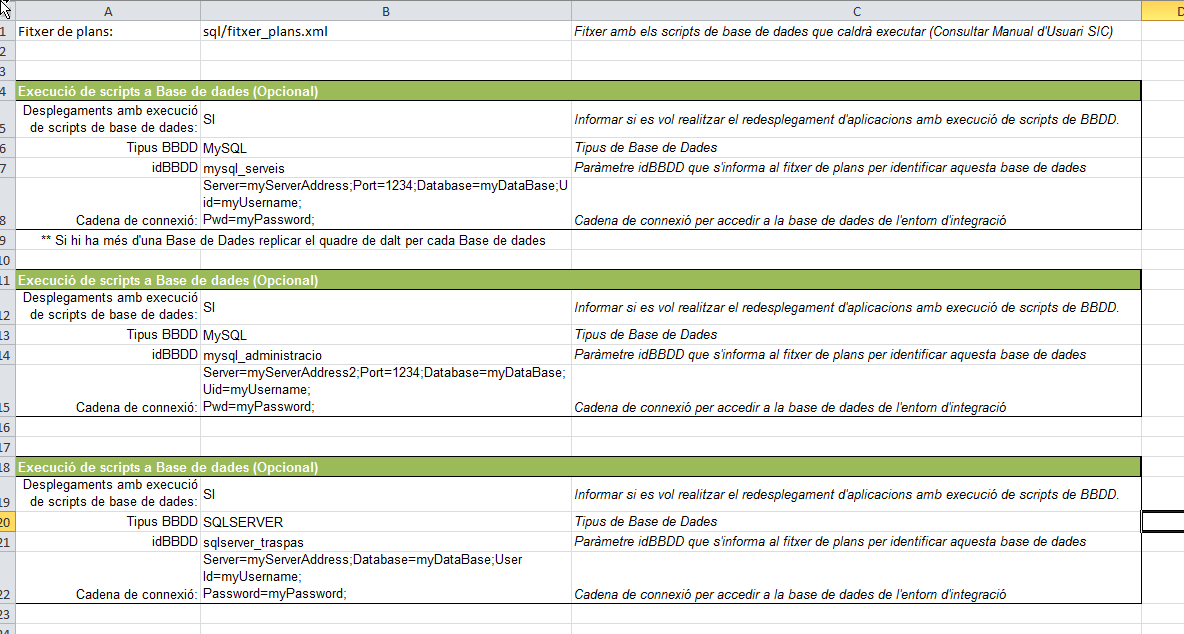 A B C D
1 Fitxer de plans: sql/fitxer_plans.xml Fitxer amb els scripts de base de dades que caldrà executar (Consultar Manual d'Usuari SIC)
2
3
4 Execució de scripts a Base de dades (Opcional)
Desplegaments amb execució
5 de scripts de base de dades: SI Informar si es vol realitzar el redesplegament d'aplicacions amb execució de scripts de BBDD.
6 Tipus BBDD MySQL Tipus de Base de Dades
7 idBBDD mysql_serveis Paràmetre idBBDD que s'informa al fitxer de plans per identificar aquesta base de dades
Server=myServerAddress;Port=1234;Database=myDataBase;U
id=myUsername;
8 Cadena de connexió: Pwd=myPassword; Cadena de connexió per accedir a la base de dades de l'entorn d'integració
9 ** Si hi ha més d'una Base de Dades replicar el quadre de dalt per cada Base de dades
10
11 Execució de scripts a Base de dades (Opcional)
Desplegaments amb execució
12 de scripts de base de dades: SI Informar si es vol realitzar el redesplegament d'aplicacions amb execució de scripts de BBDD.
13 Tipus BBDD MySQL Tipus de Base de Dades
14 idBBDD mysql_administracio Paràmetre idBBDD que s'informa al fitxer de plans per identificar aquesta base de dades
Server=myServerAddress2;Port=1234;Database=myDataBase;
Uid=myUsername;
15 Cadena de connexió: Pwd=myPassword; Cadena de connexió per accedir a la base de dades de l'entorn d'integració
16
17
18 Execució de scripts a Base de dades (Opcional)
Desplegaments amb execució
19 de scripts de base de dades: SI Informar si es vol realitzar el redesplegament d'aplicacions amb execució de scripts de BBDD.
20 Tipus BBDD SQLSERVER Tipus de Base de Dades
21 idBBDD sqlserver_traspas Paràmetre idBBDD que s'informa al fitxer de plans per identificar aquesta base de dades
Server=myServerAddress;Database=myDataBase;User
Id=myUsername;
22 Cadena de connexió: Password=myPassword; Cadena de connexió per accedir a la base de dades de l'entorn d'integració
23